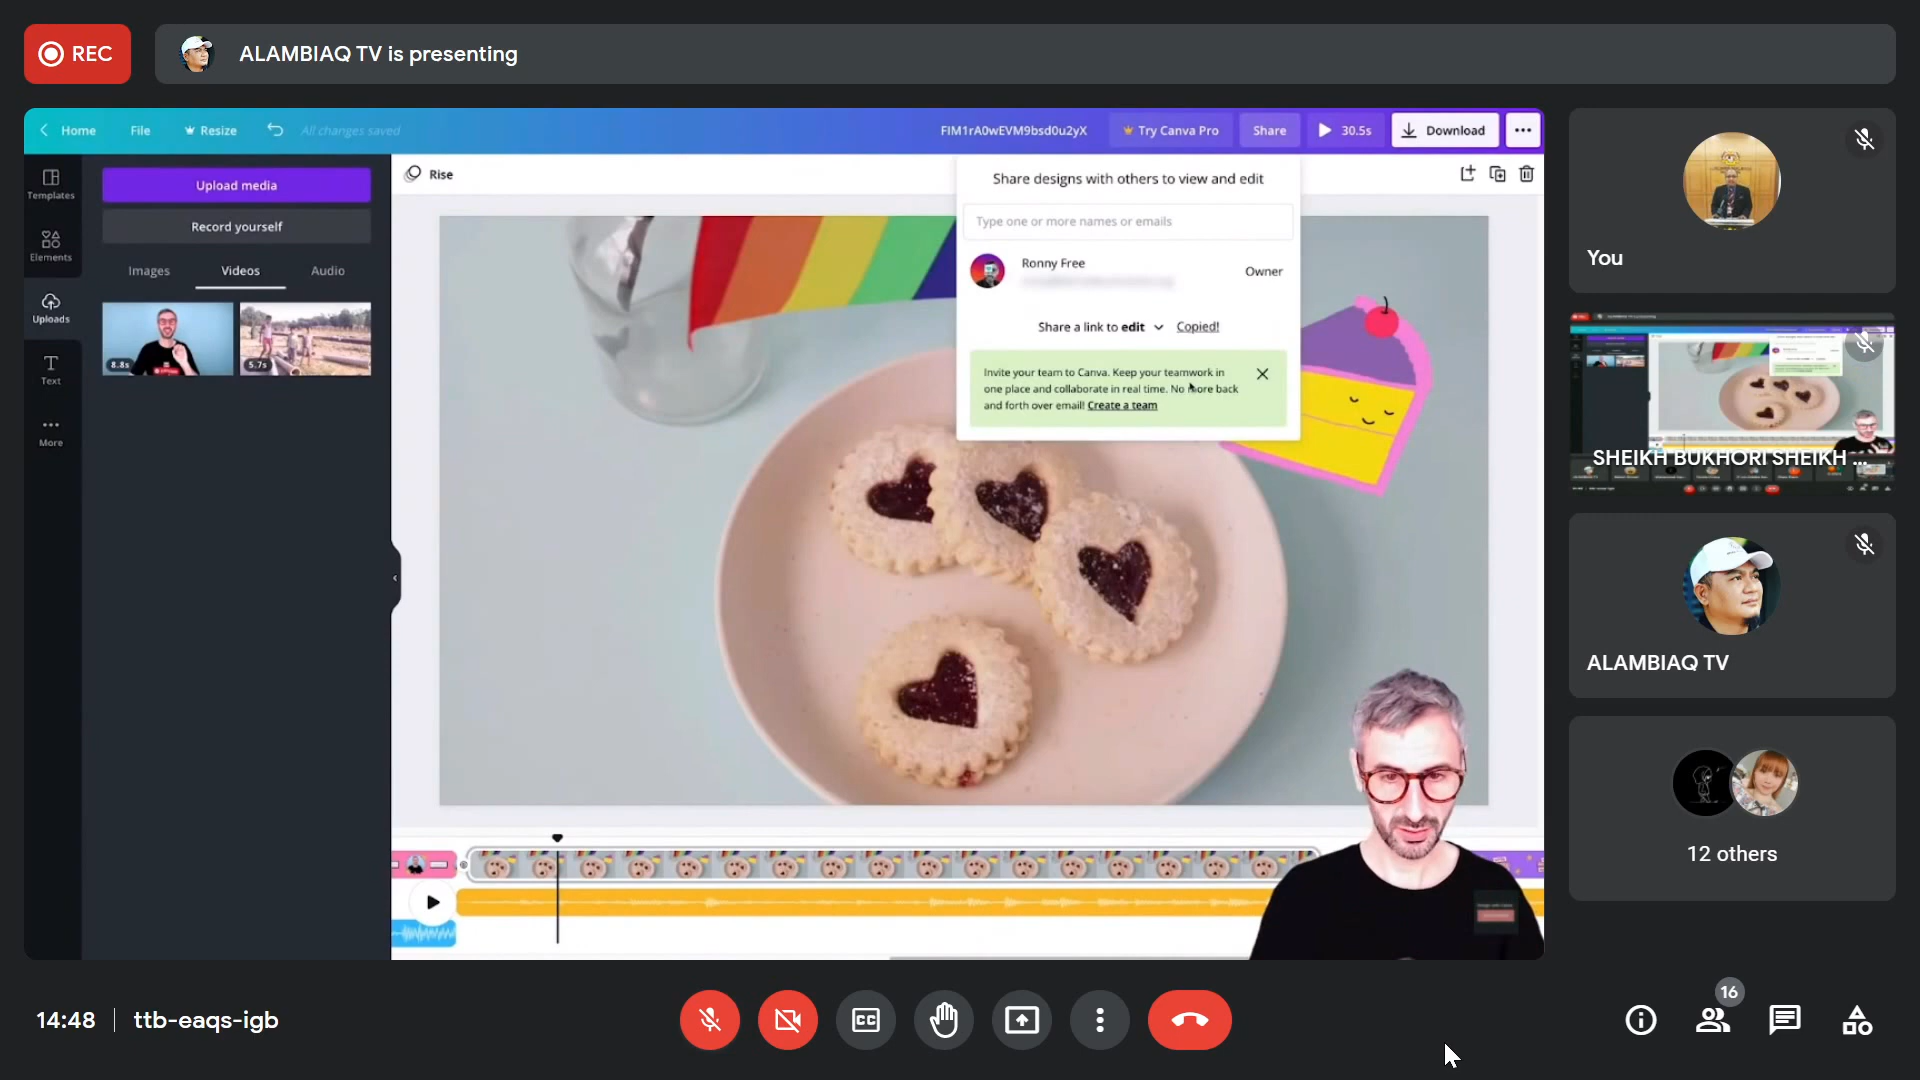 REC
ALAMBIAQ TV is presenting
Home
File
Resize
All changes saved
FIM1rA0wEVM9bsd0u2yX
Try Canva Pro
Share
30.5s
Download
Templates
Elements
Uploads
Text
More
Upload media
Record yourself
Images
Videos
Audio
8.8s
5.7s
Rise
Share designs with others to view and edit
Type one or more names or emails
Ronny Free
Owner
Share a link to edit
Copied!
Invite your team to Canva. Keep your teamwork in
one place and collaborate in real time. No more back
and forth over email! Create a team
You
SHEIKH BUKHORI SHEIKH ...
ALAMBIAQ TV
12 others
14:48
ttb-eaqs-igb
CC
16